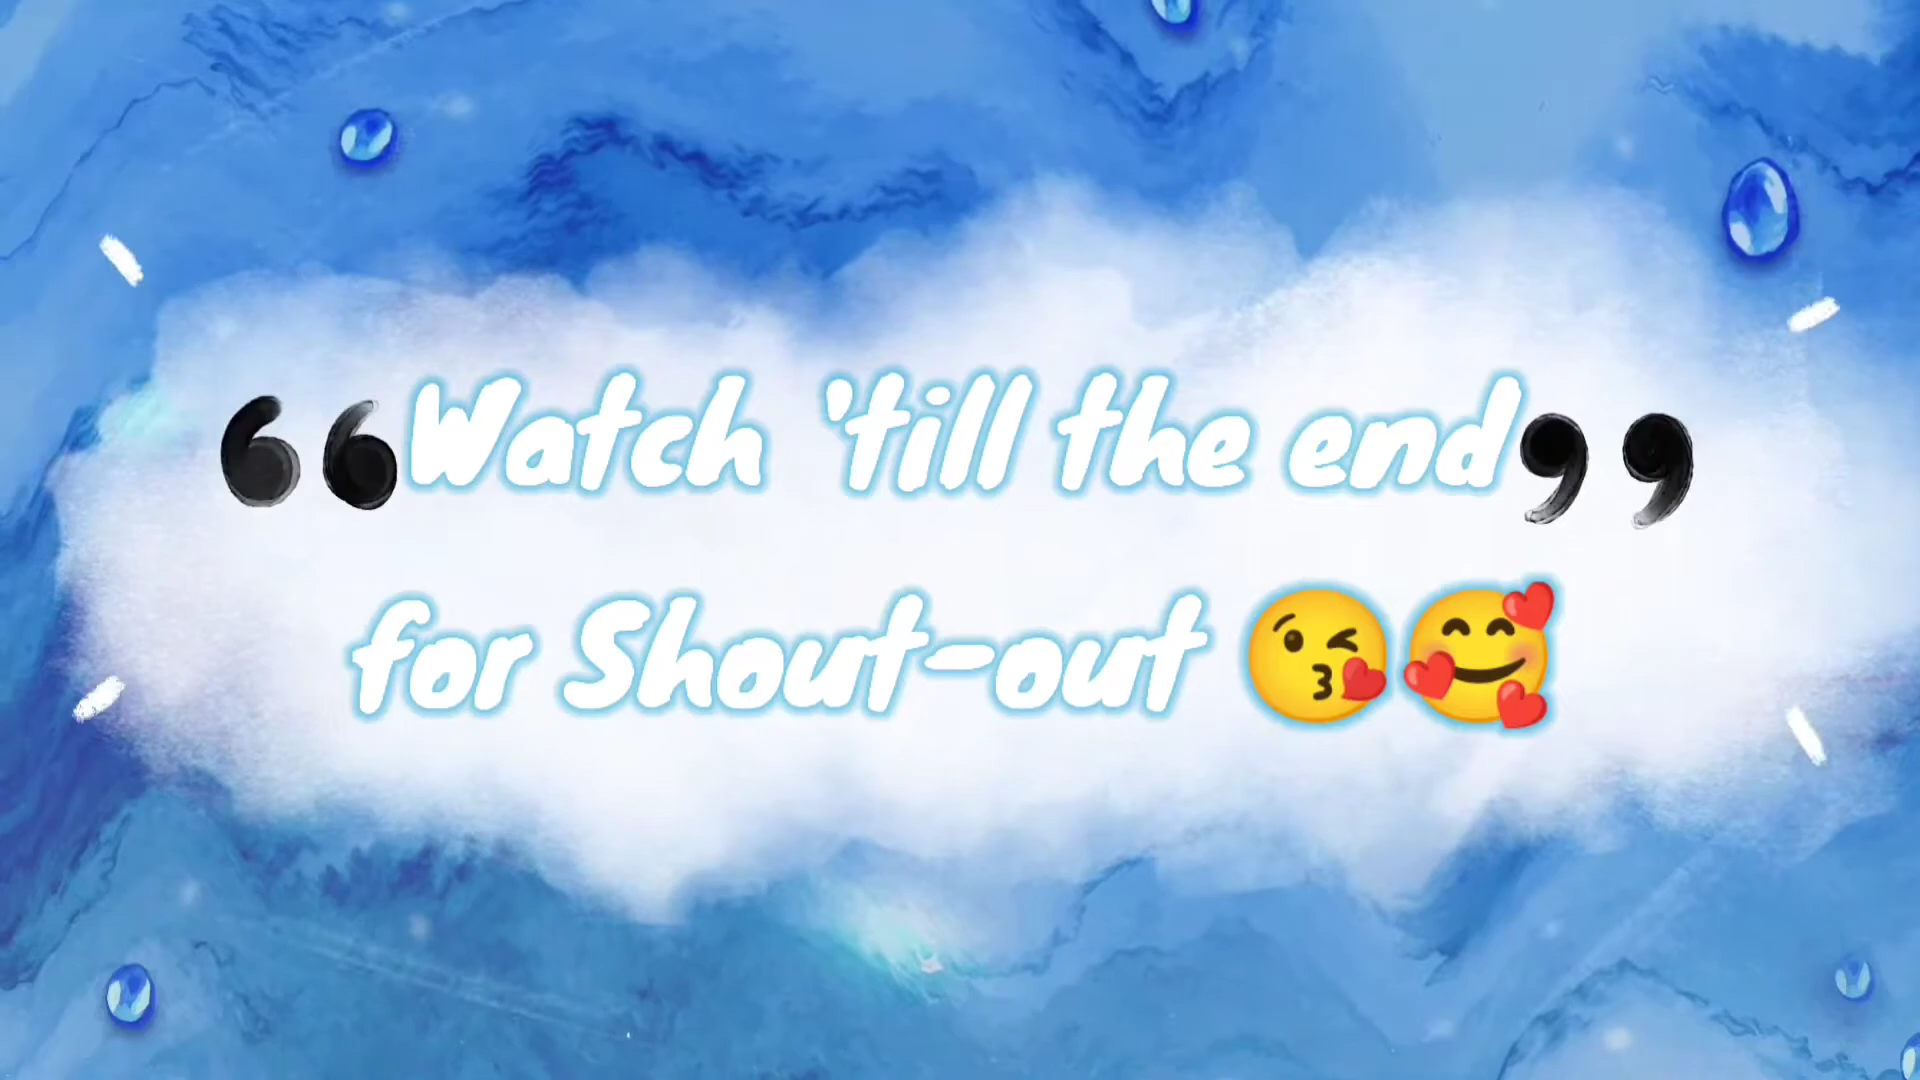 “Watch 'till the end”
for Shout-out 😘🥰